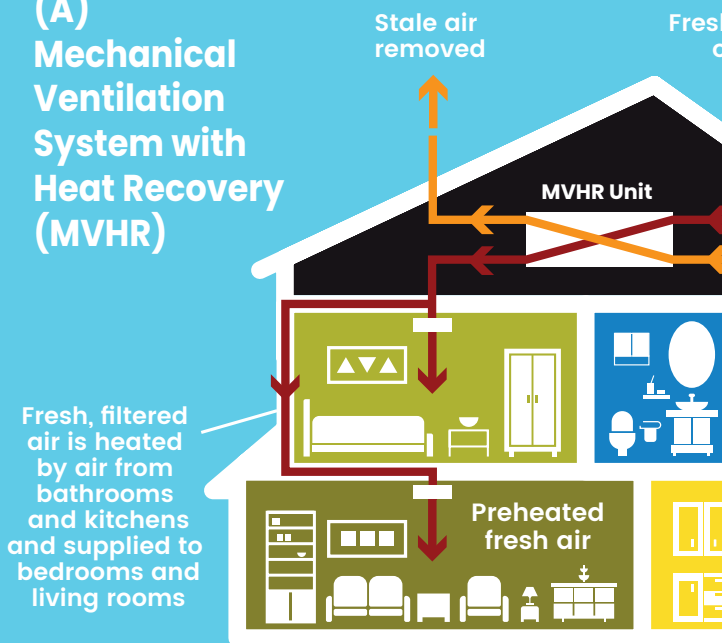 (A)
Mechanical
Ventilation
System with
Heat Recovery
(MVHR)
Stale air
removed
MVHR Unit
Fresh, filtered
air is heated
by air from
bathrooms
and kitchens
and supplied to
bedrooms and
living rooms
Preheated
fresh air